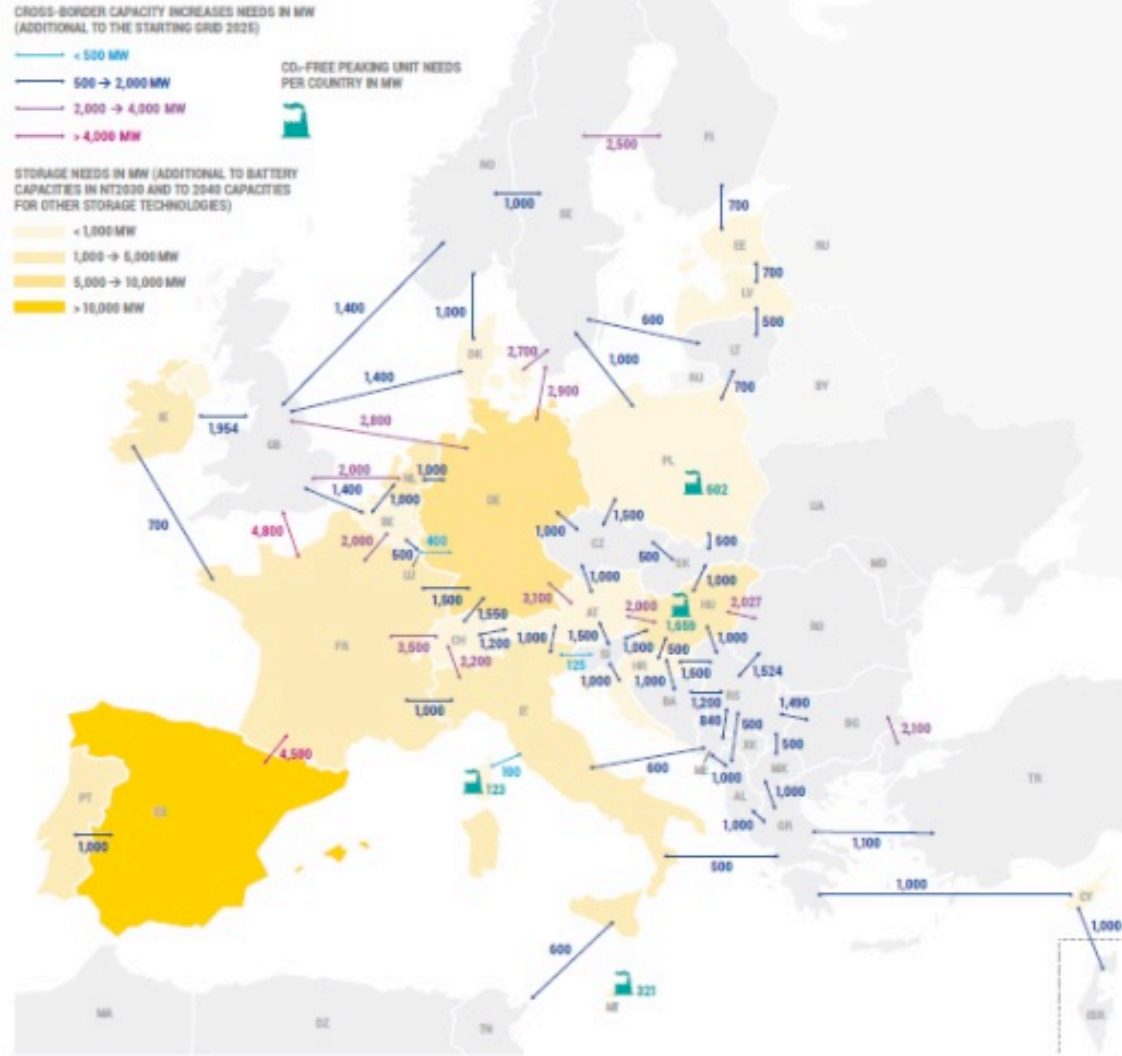 CROSS-BORDER CAPACITY INCREASES NEEDS IN MW
(ADDITIONAL TO THE STARTING GRID 2025)
< 500 MW
500 → 2,000 MW
2,000 → 4,000 MW
> 4,000 MW
CO₂-FREE PEAKING UNIT NEEDS
PER COUNTRY IN MW
STORAGE NEEDS IN MW (ADDITIONAL TO BATTERY
CAPACITIES IN NT2030 AND TO 2040 CAPACITIES
FOR OTHER STORAGE TECHNOLOGIES)
< 1,000 MW
1,000 → 5,000 MW
5,000 → 10,000 MW
> 10,000 MW
FI
2,500
NO
1,000
SE
700
EE
RU
700
LV
1,400
1,000
600
500
LT
DK
2,700
1,000
RU
700
BY
1,400
2,900
IE
1,954
GB
2,800
PL
602
2,000
NL
1,000
1,400
1,000
DE
UA
700
4,800
BE
2,000
500
400
LU
1,000
1,500
CZ
500
500
SK
MD
1,000
1,000
1,500
1,550
3,100
AT
2,000
1,659
HU
2,027
RO
FR
3,500
CH
1,200
1,000
1,500
1,000
500
1,000
2,200
125
SI
HR
1,500
1,524
1,000
1,000
BA
1,200
RS
1,000
IT
840
500
1,490
BG
2,100
500
XK
4,500
100
123
600
ME
1,000
MK
TR
PT
ES
1,000
AL
1,000
1,000
GR
1,100
500
1,000
CY
1,000
600
321
MT
MA
DZ
TN
ISR